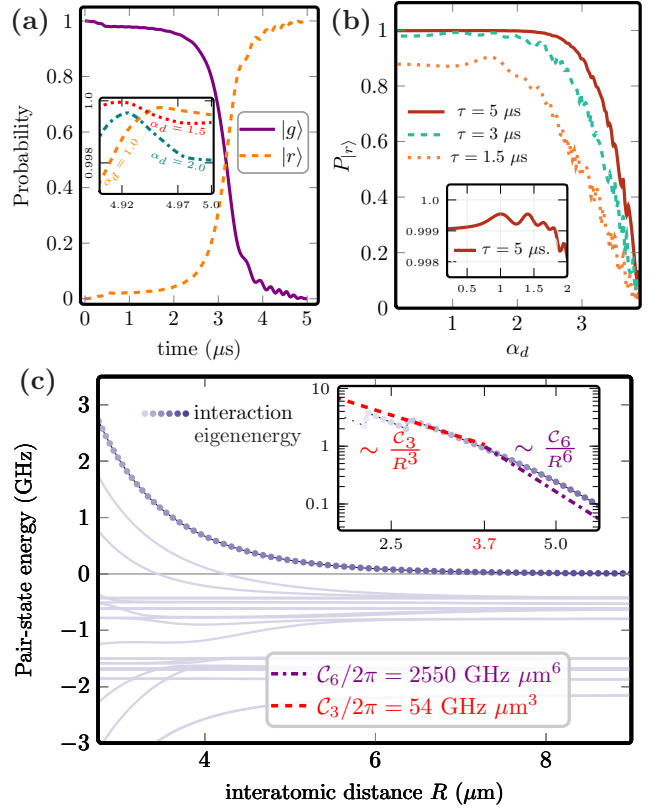 (a)
Probability
1
0.8
0.6
0.4
0.2
0
0 1 2 3 4 5
time (μs)
|g⟩
|r⟩
1.0
0.998
4.92 4.97 5.0
α_d = 1.5
α_d = 1.0
α_d = 2.0
(b)
P_|r⟩
1
0.8
0.6
0.4
0.2
0
1 2 3
α_d
τ = 5 μs
τ = 3 μs
τ = 1.5 μs
1.0
0.999
0.998
0.5 1 1.5 2
τ = 5 μs.
(c)
Pair-state energy (GHz)
3
2
1
0
−1
−2
−3
4 6 8
interatomic distance R (μm)
interaction
eigenenergy
10
1
0.1
2.5 3.7 5.0
∼ C_3/R^3
∼ C_6/R^6
C_6/2π = 2550 GHz μm^6
C_3/2π = 54 GHz μm^3